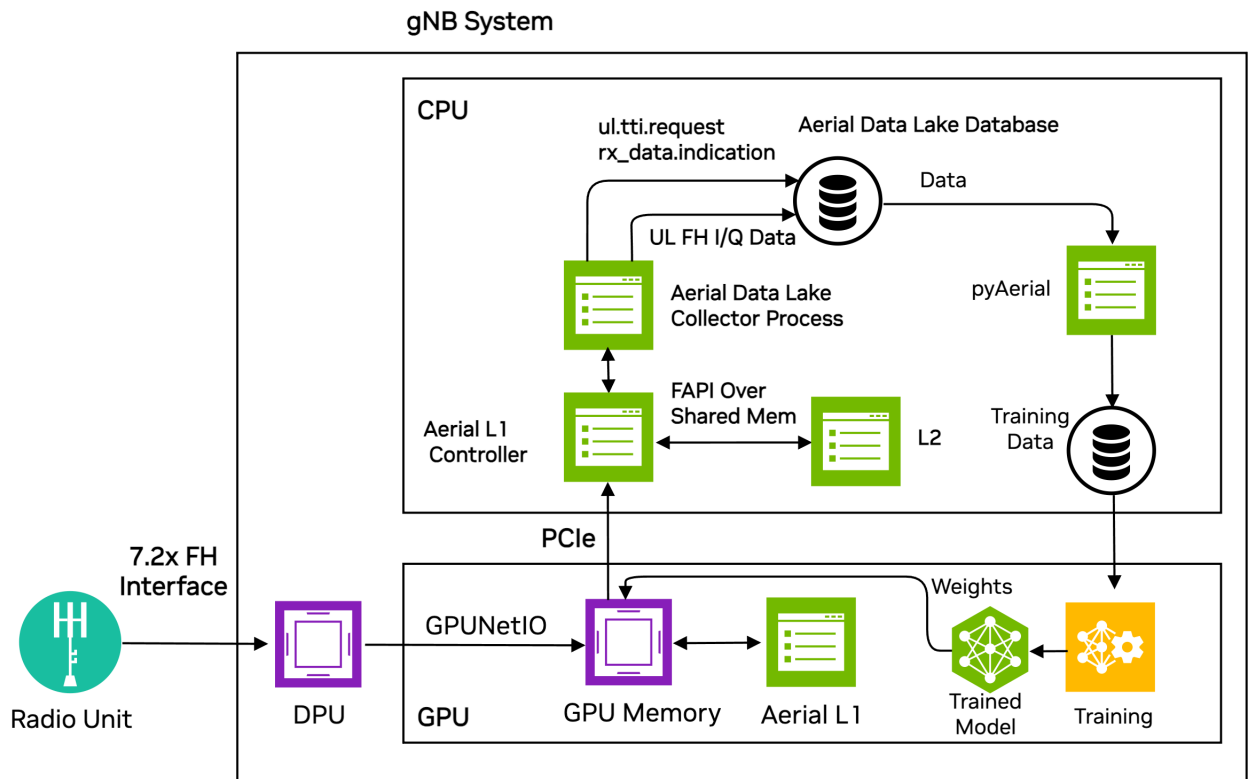 gNB System
CPU
ul.tti.request
rx_data.indication
Aerial Data Lake Database
Data
UL FH I/Q Data
pyAerial
Aerial Data Lake
Collector Process
FAPI Over
Shared Mem
Aerial L1
Controller
L2
Training
Data
PCIe
7.2x FH
Interface
Weights
GPUNetIO
Radio Unit
DPU
GPU
GPU Memory
Aerial L1
Trained
Model
Training